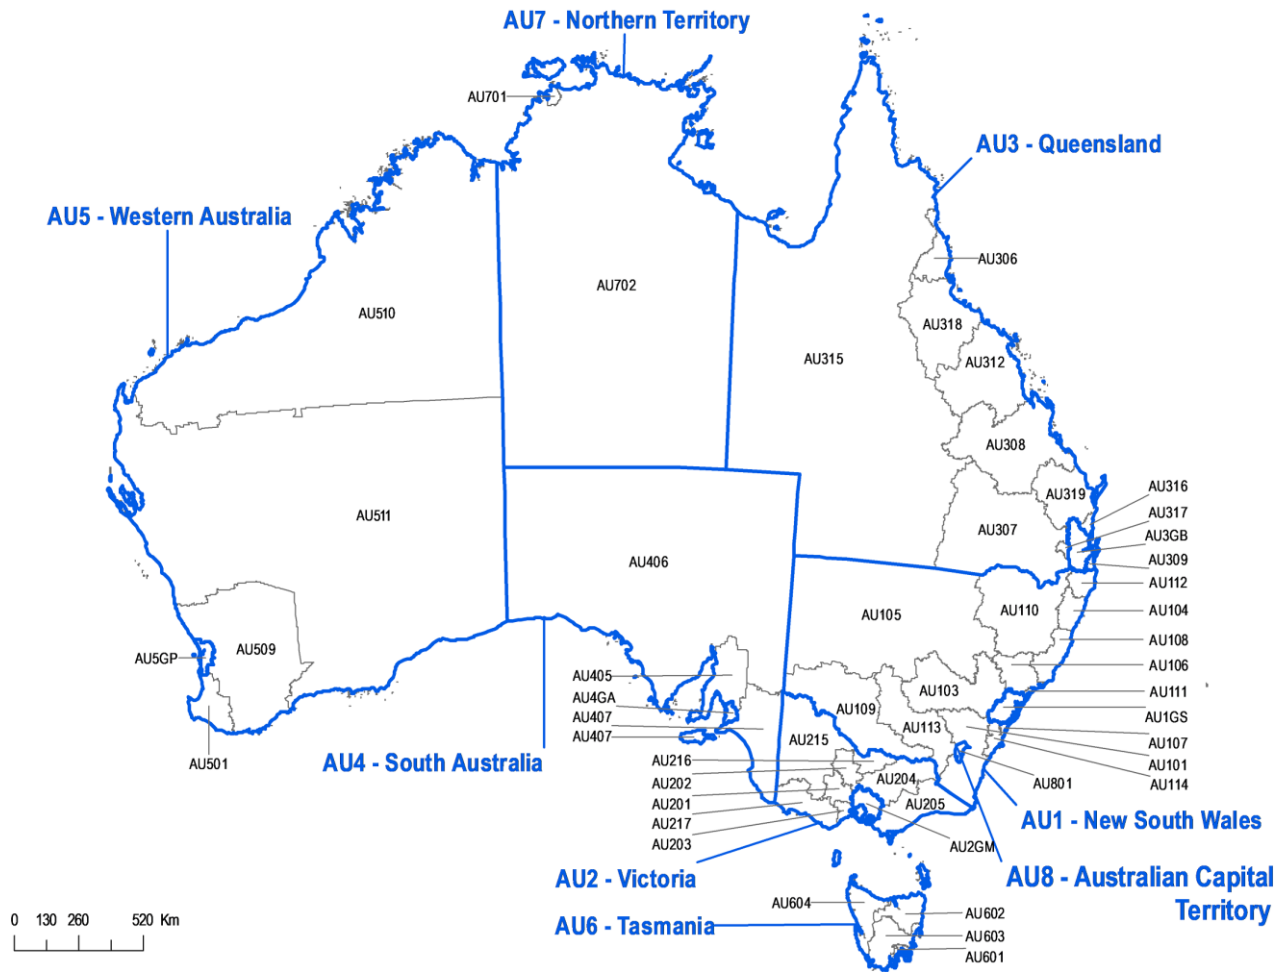 AU7 - Northern Territory
AU701
AU3 - Queensland
AU5 - Western Australia
AU306
AU702
AU510
AU318
AU315
AU312
AU308
AU316
AU319
AU317
AU511
AU307
AU3GB
AU309
AU406
AU112
AU110
AU104
AU105
AU108
AU509
AU5GP
AU106
AU405
AU103
AU111
AU4GA
AU109
AU1GS
AU407
AU113
AU407
AU215
AU107
AU216
AU101
AU501
AU4 - South Australia
AU204
AU801
AU114
AU202
AU201
AU205
AU217
AU1 - New South Wales
AU203
AU2GM
AU2 - Victoria
AU8 - Australian Capital
Territory
AU604
AU602
0 130 260 520 Km
AU6 - Tasmania
AU603
AU601